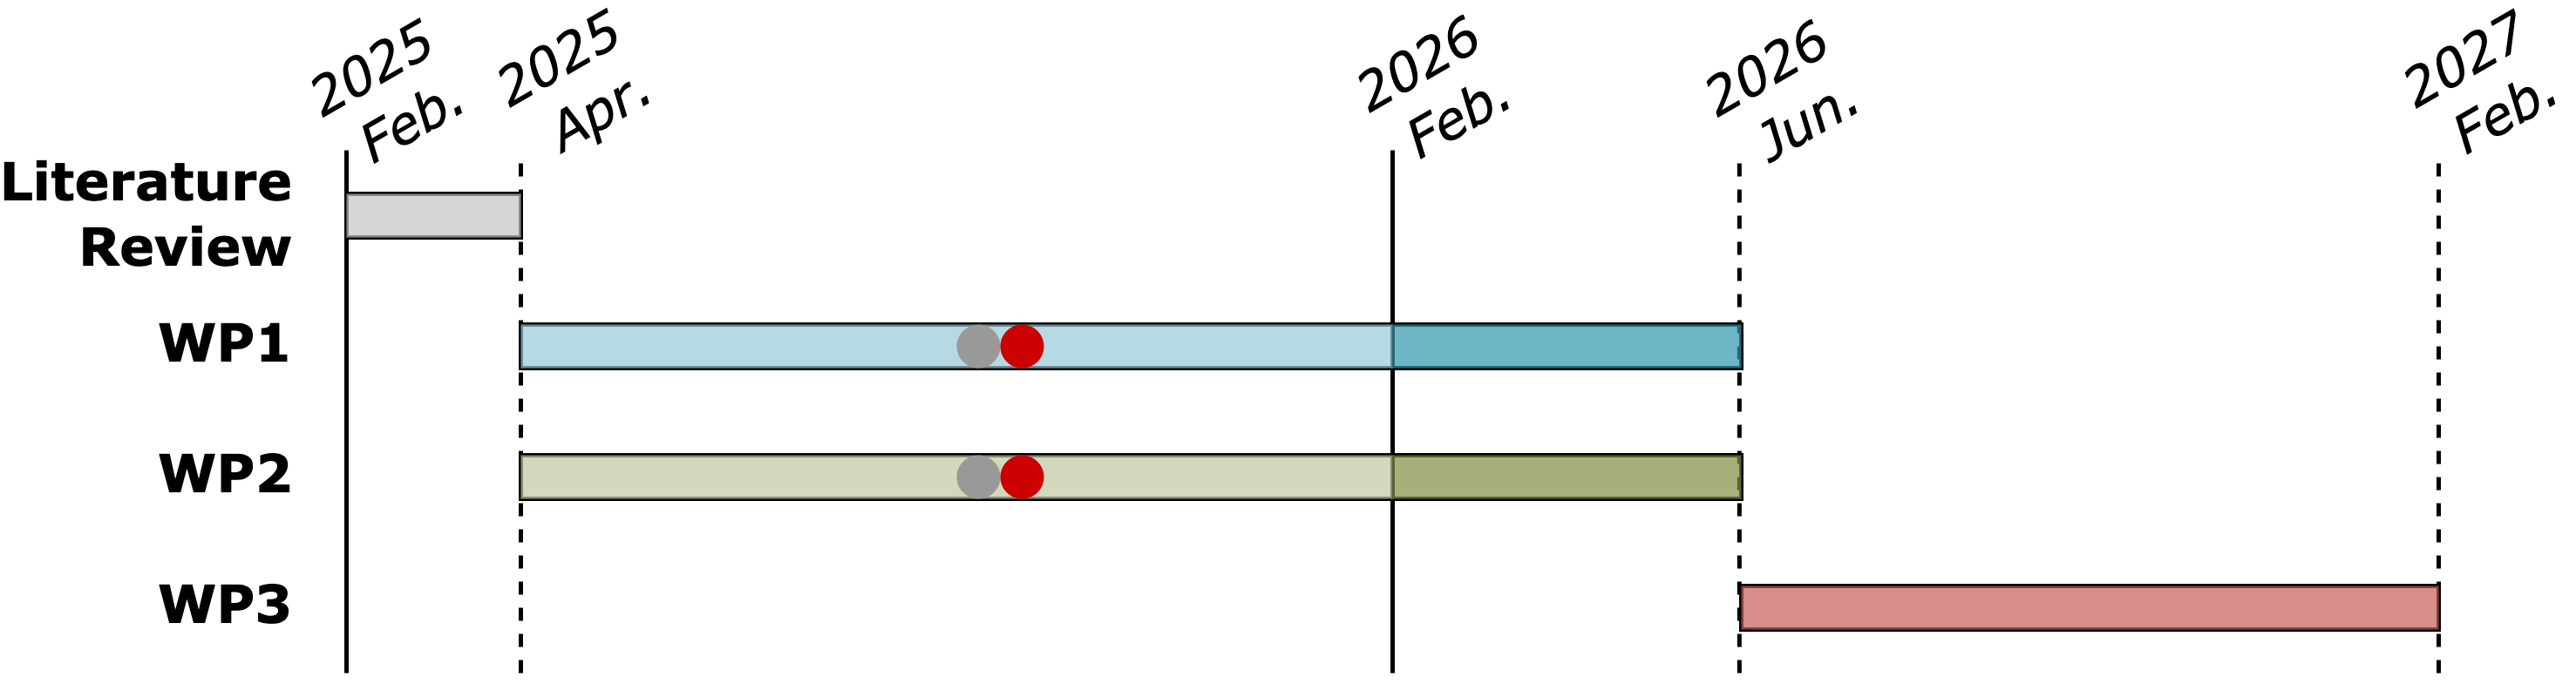 2025
Feb.
2025
Apr.
2026
Feb.
2026
Jun.
2027
Feb.
Literature
Review
WP1
WP2
WP3